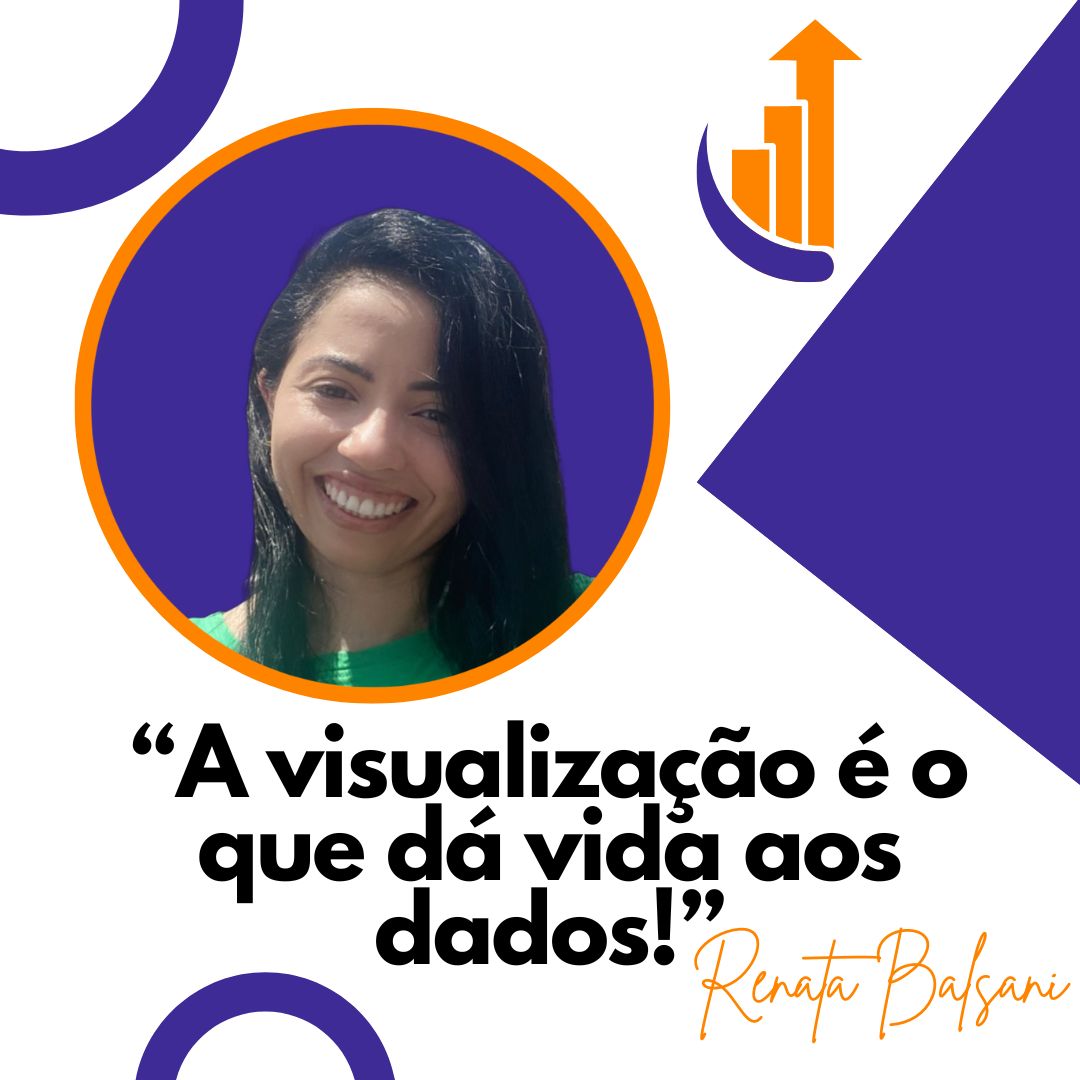 “A visualização é o
que dá vida aos
dados!”
Renata Balsani